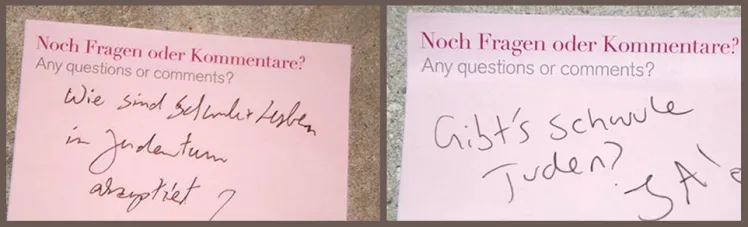 Noch Fragen oder Kommentare?
Any questions or comments?
Wie sind Schwule + Lesben
in Judentum
akzeptiet ?
Noch Fragen oder Kommentare?
Any questions or comments?
Gibt's schwule
Juden?
JA!